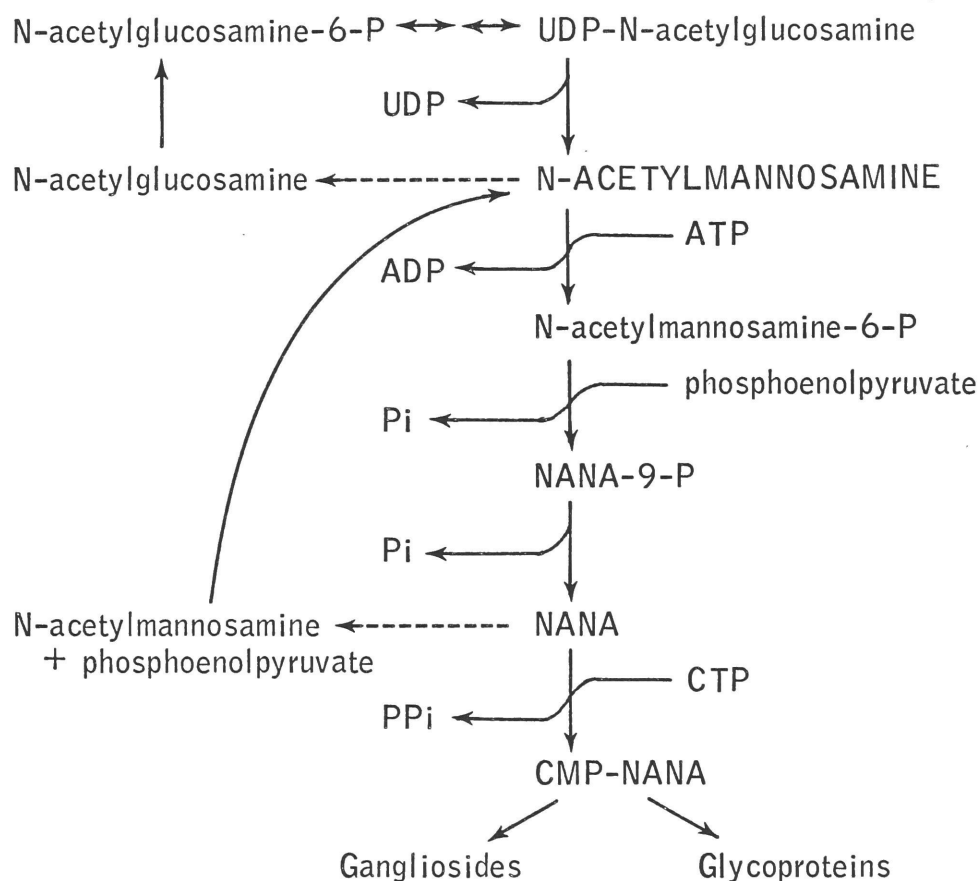 N-acetylglucosamine-6-P UDP-N-acetylglucosamine
UDP
N-acetylglucosamine N-ACETYLMANNOSAMINE
ATP
ADP
N-acetylmannosamine-6-P
phosphoenolpyruvate
Pi
NANA-9-P
Pi
N-acetylmannosamine NANA
+ phosphoenolpyruvate
CTP
PPi
CMP-NANA
Gangliosides Glycoproteins